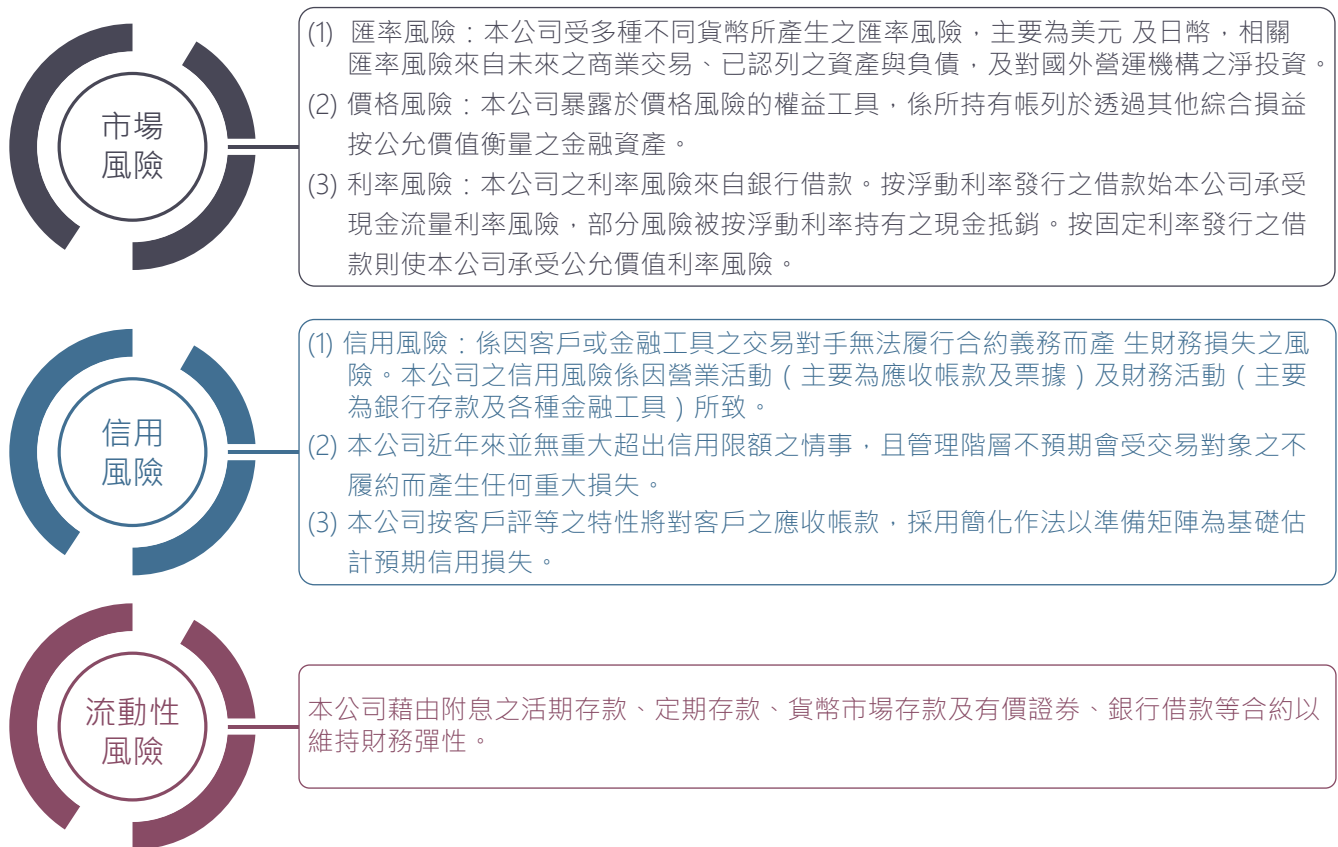 市場
風險
(1) 匯率風險：本公司受多種不同貨幣所產生之匯率風險，主要為美元 及日幣，相關
匯率風險來自未來之商業交易、已認列之資產與負債，及對國外營運機構之淨投資。
(2) 價格風險：本公司暴露於價格風險的權益工具，係所持有帳列於透過其他綜合損益
按公允價值衡量之金融資產。
(3) 利率風險：本公司之利率風險來自銀行借款。按浮動利率發行之借款始本公司承受
現金流量利率風險，部分風險被按浮動利率持有之現金抵銷。按固定利率發行之借
款則使本公司承受公允價值利率風險。
信用
風險
(1) 信用風險：係因客戶或金融工具之交易對手無法履行合約義務而產 生財務損失之風
險。本公司之信用風險係因營業活動（主要為應收帳款及票據）及財務活動（主要
為銀行存款及各種金融工具）所致。
(2) 本公司近年來並無重大超出信用限額之情事，且管理階層不預期會受交易對象之不
履約而產生任何重大損失。
(3) 本公司按客戶評等之特性將對客戶之應收帳款，採用簡化作法以準備矩陣為基礎估
計預期信用損失。
流動性
風險
本公司藉由附息之活期存款、定期存款、貨幣市場存款及有價證券、銀行借款等合約以
維持財務彈性。